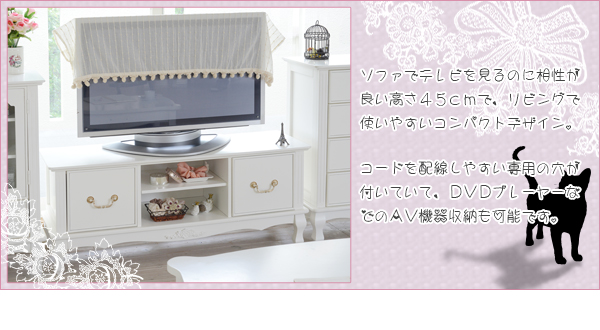 ソファでテレビを見るのに相性が
良い高さ45cmで、リビングで
使いやすいコンパクトデザイン。
コードを配線しやすい専用の穴が
付いていて、DVDプレーヤーな
どのAV機器収納も可能です。